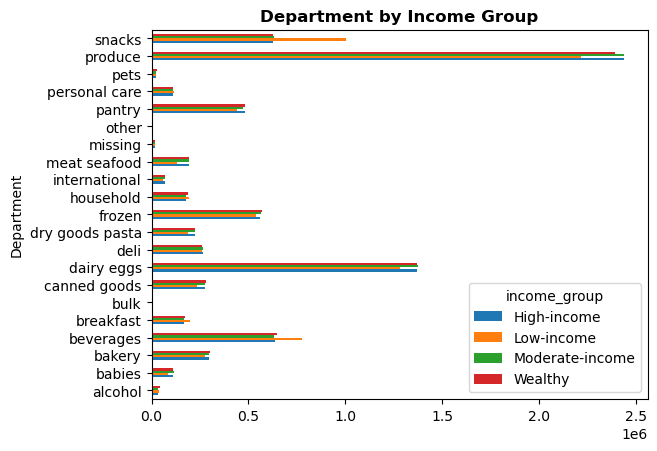 Department by Income Group
snacks
produce
pets
personal care
pantry
other
missing
meat seafood
international
household
frozen
dry goods pasta
deli
dairy eggs
canned goods
bulk
breakfast
beverages
bakery
babies
alcohol
Department
income_group
High-income
Low-income
Moderate-income
Wealthy
0.0 0.5 1.0 1.5 2.0 2.5
1e6